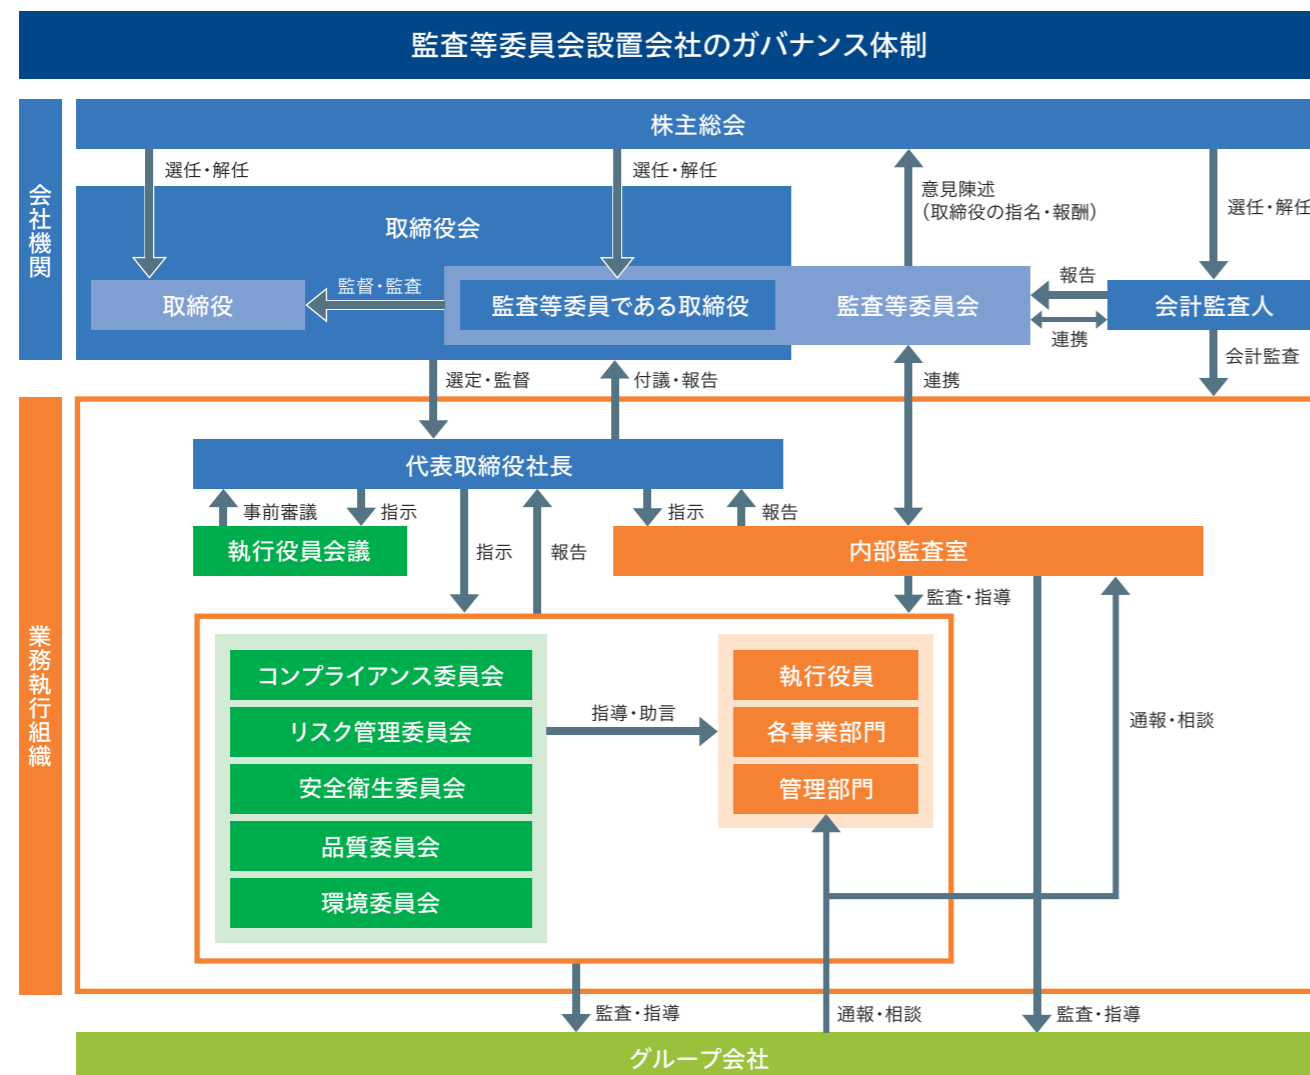 監査等委員会設置会社のガバナンス体制
会社機関
株主総会
選任・解任
選任・解任
意見陳述
（取締役の指名・報酬）
選任・解任
取締役会
取締役
監督・監査
監査等委員である取締役
監査等委員会
報告
連携
会計監査人
選定・監督
付議・報告
連携
会計監査
業務執行組織
代表取締役社長
事前審議
指示
指示
報告
指示
報告
執行役員会議
内部監査室
監査・指導
コンプライアンス委員会
リスク管理委員会
安全衛生委員会
品質委員会
環境委員会
指導・助言
執行役員
各事業部門
管理部門
通報・相談
監査・指導
通報・相談
監査・指導
グループ会社